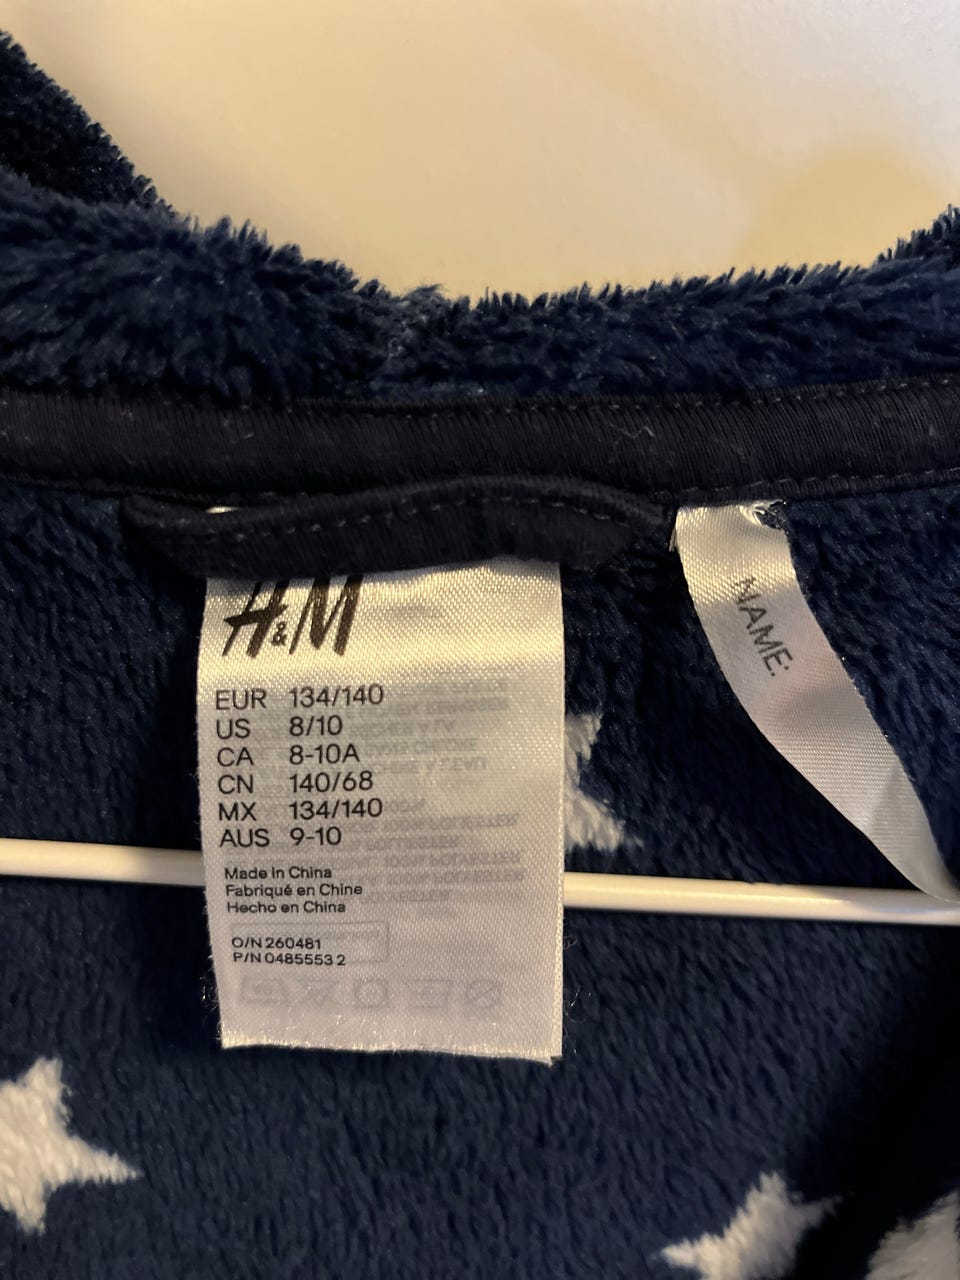 H&M
EUR 134/140
US 8/10
CA 8-10A
CN 140/68
MX 134/140
AUS 9-10
Made in China
Fabriqué en Chine
Hecho en China
O/N 260481
P/N 0485553 2
NAME: